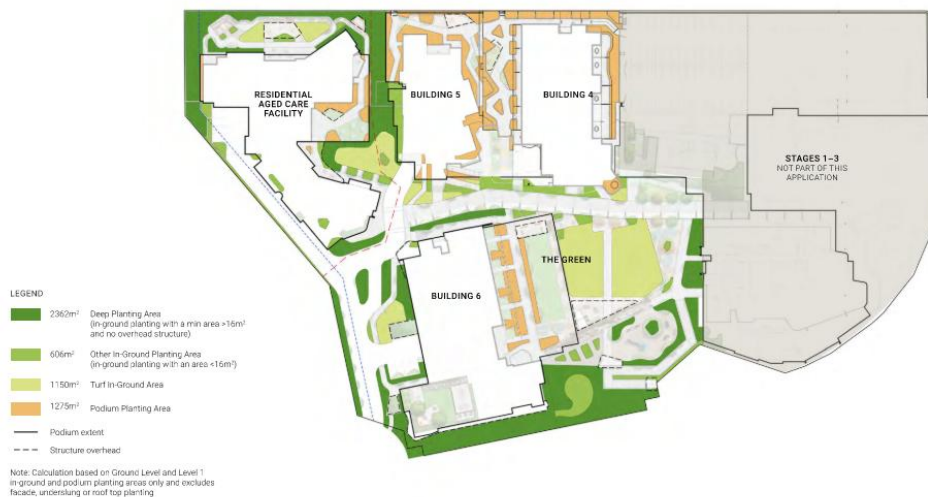 RESIDENTIAL
AGED CARE
FACILITY
BUILDING 5
BUILDING 4
STAGES 1–3
NOT PART OF THIS
APPLICATION
THE GREEN
BUILDING 6
LEGEND
2362m² Deep Planting Area
(in-ground planting with a min area >16m²
and no overhead structure)
606m² Other In-Ground Planting Area
(in-ground planting with an area <16m²)
1150m² Turf In-Ground Area
1275m² Podium Planting Area
Podium extent
Structure overhead
Note: Calculation based on Ground Level and Level 1
in-ground and podium planting areas only and excludes
facade, underslung or roof top planting